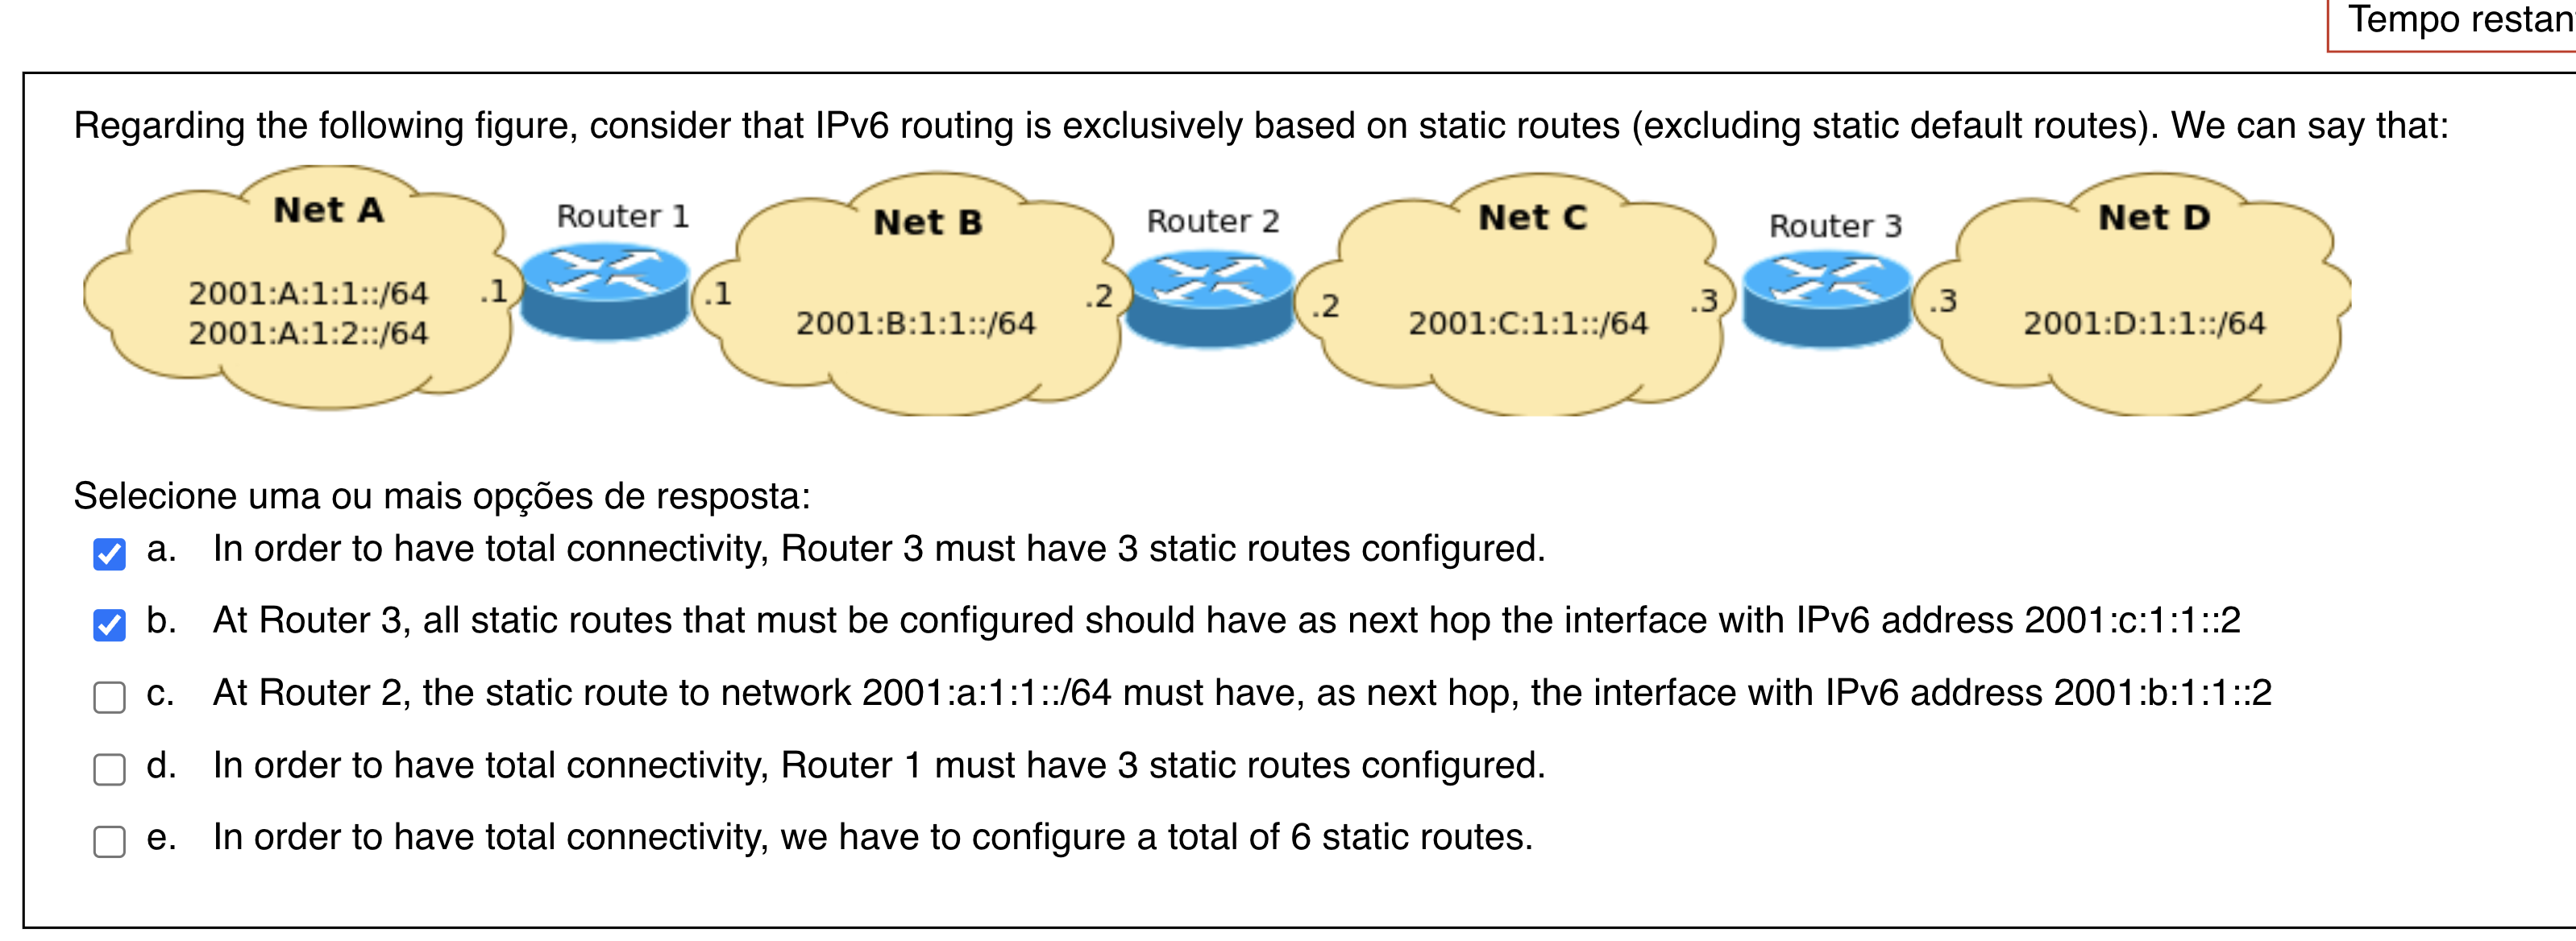 Tempo restan
Regarding the following figure, consider that IPv6 routing is exclusively based on static routes (excluding static default routes). We can say that:
Net A
Router 1
Net B
Router 2
Net C
Router 3
Net D
2001:A:1:1::/64
2001:A:1:2::/64
.1
.1
2001:B:1:1::/64
.2
.2
2001:C:1:1::/64
.3
.3
2001:D:1:1::/64
Selecione uma ou mais opções de resposta:
a. In order to have total connectivity, Router 3 must have 3 static routes configured.
b. At Router 3, all static routes that must be configured should have as next hop the interface with IPv6 address 2001:c:1:1::2
c. At Router 2, the static route to network 2001:a:1:1::/64 must have, as next hop, the interface with IPv6 address 2001:b:1:1::2
d. In order to have total connectivity, Router 1 must have 3 static routes configured.
e. In order to have total connectivity, we have to configure a total of 6 static routes.